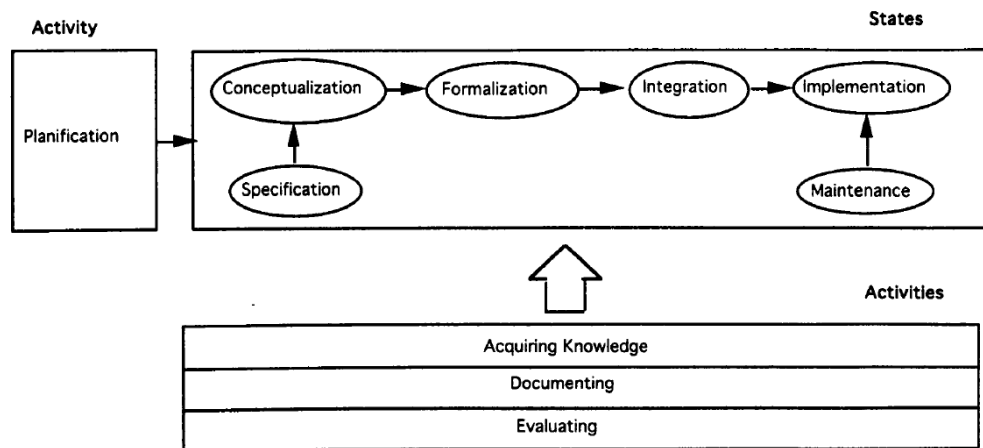 Activity
States
Conceptualization
Formalization
Integration
Implementation
Planification
Specification
Maintenance
Activities
Acquiring Knowledge
Documenting
Evaluating